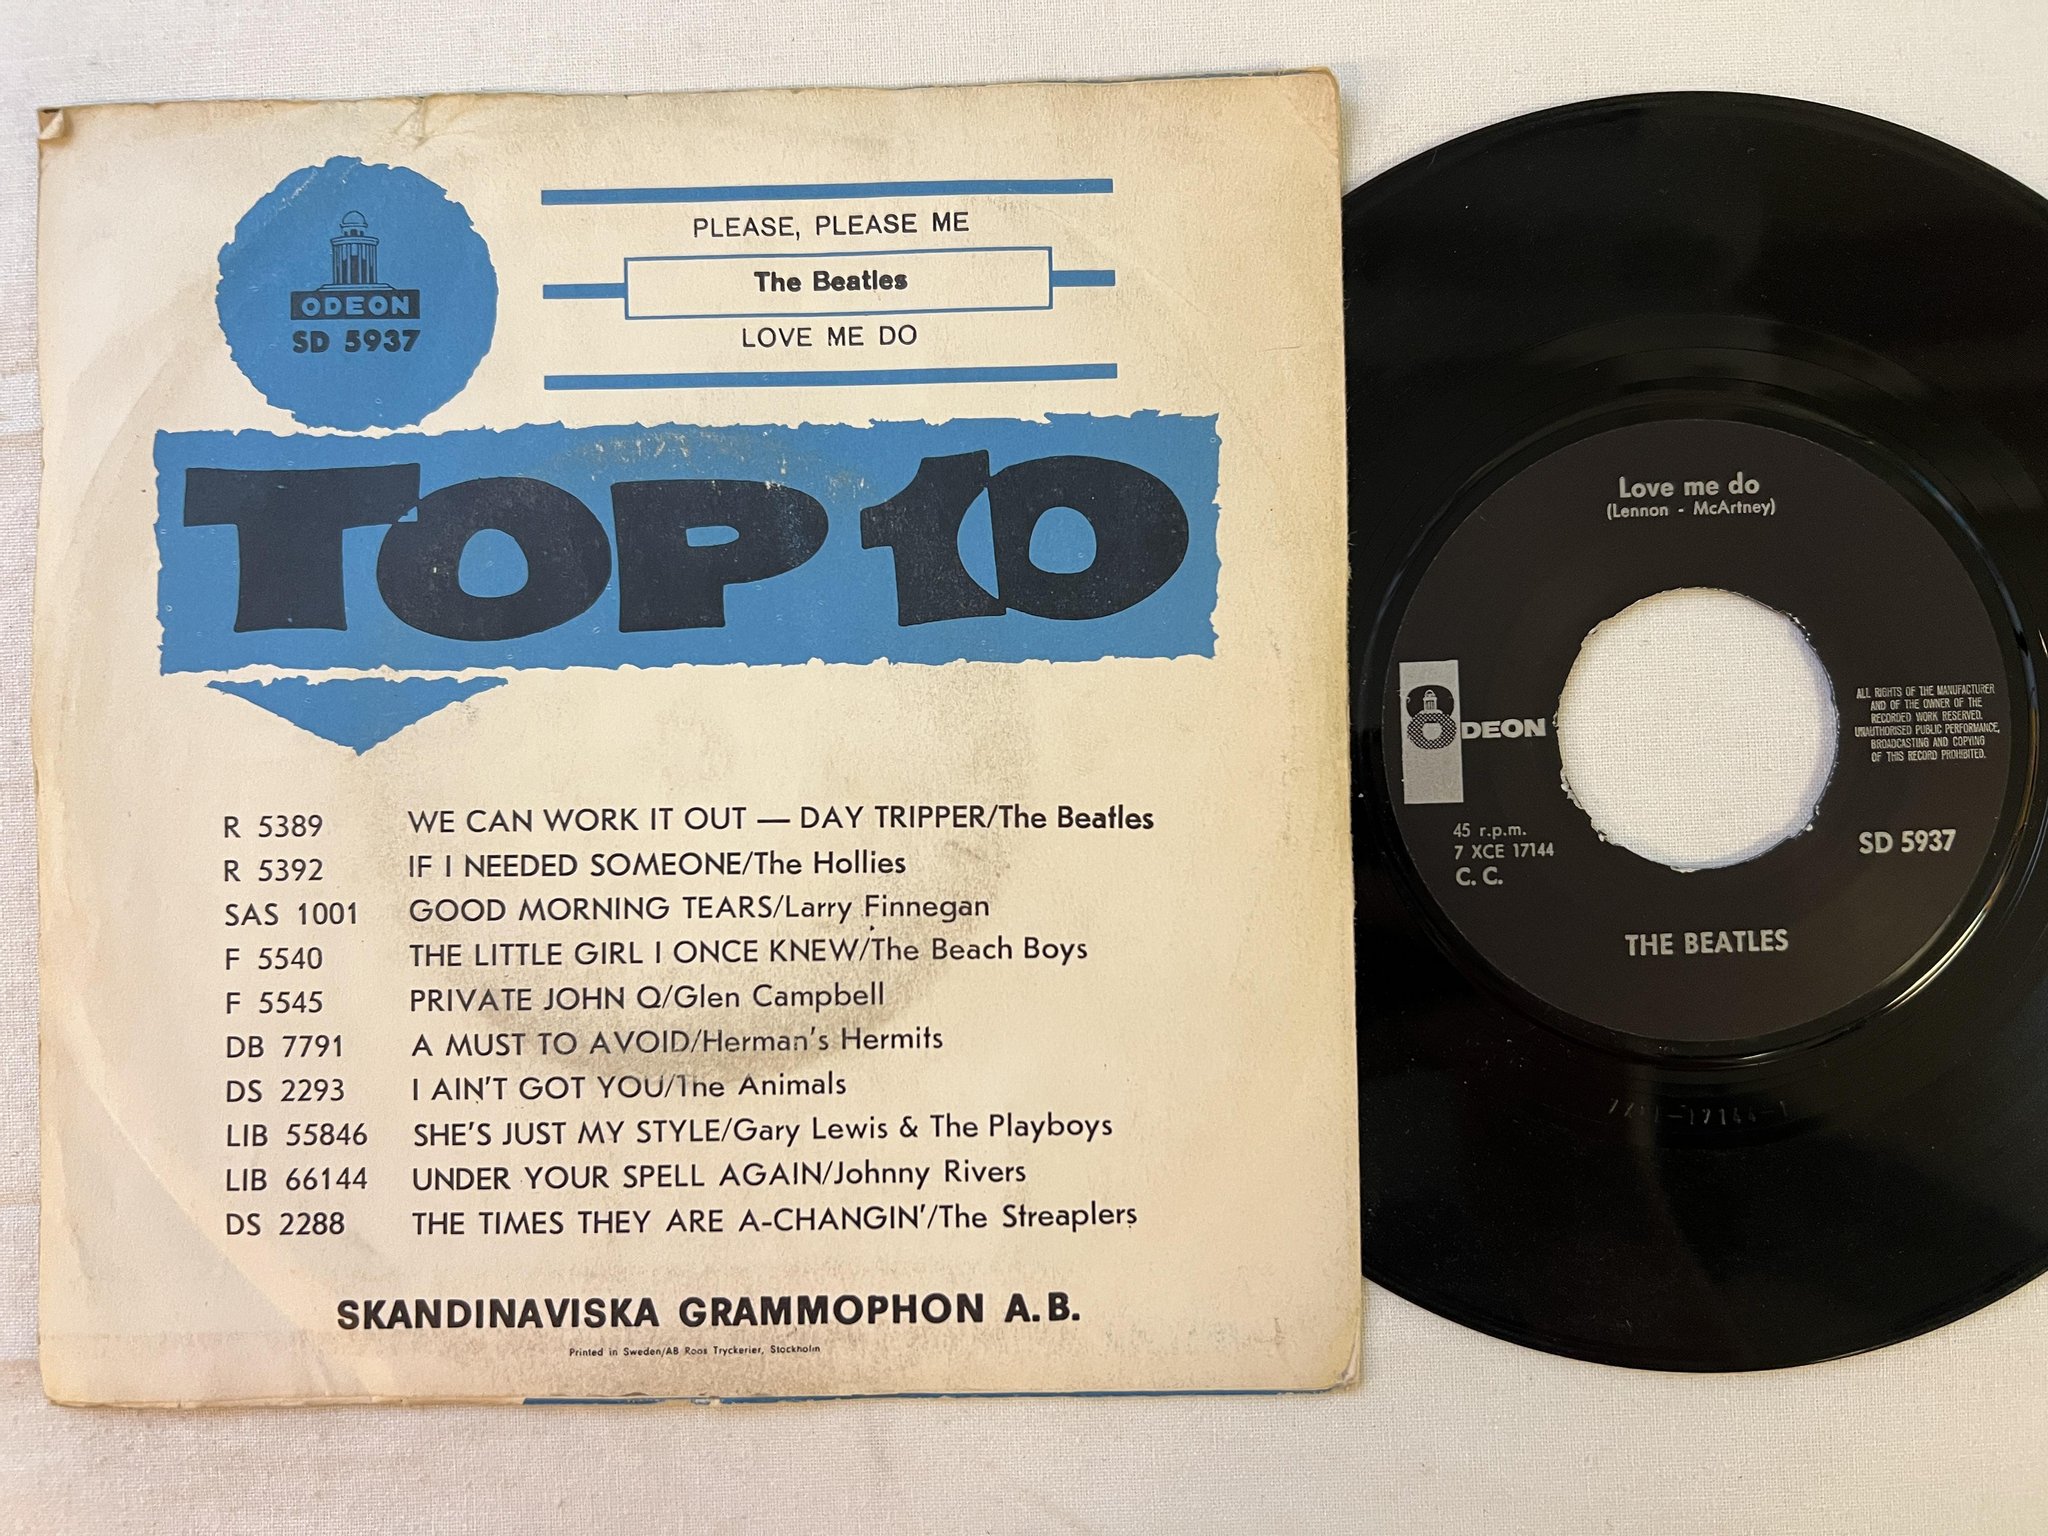 ODEON
SD 5937
PLEASE, PLEASE ME
The Beatles
LOVE ME DO
TOP 10
R 5389 WE CAN WORK IT OUT — DAY TRIPPER/The Beatles
R 5392 IF I NEEDED SOMEONE/The Hollies
SAS 1001 GOOD MORNING TEARS/Larry Finnegan
F 5540 THE LITTLE GIRL I ONCE KNEW/The Beach Boys
F 5545 PRIVATE JOHN Q/Glen Campbell
DB 7791 A MUST TO AVOID/Herman's Hermits
DS 2293 I AIN'T GOT YOU/The Animals
LIB 55846 SHE'S JUST MY STYLE/Gary Lewis & The Playboys
LIB 66144 UNDER YOUR SPELL AGAIN/Johnny Rivers
DS 2288 THE TIMES THEY ARE A-CHANGIN'/The Streaplers
SKANDINAVISKA GRAMMOPHON A.B.
Printed in Sweden/AB Roos Tryckerier, Stockholm
Love me do
(Lennon - McArtney)
ODEON
ALL RIGHTS OF THE MANUFACTURER
AND OF THE OWNER OF THE
RECORDED WORK RESERVED.
UNAUTHORISED PUBLIC PERFORMANCE,
BROADCASTING AND COPYING
OF THIS RECORD PROHIBITED.
45 r.p.m.
7 XCE 17144
C. C.
SD 5937
THE BEATLES
17144-1